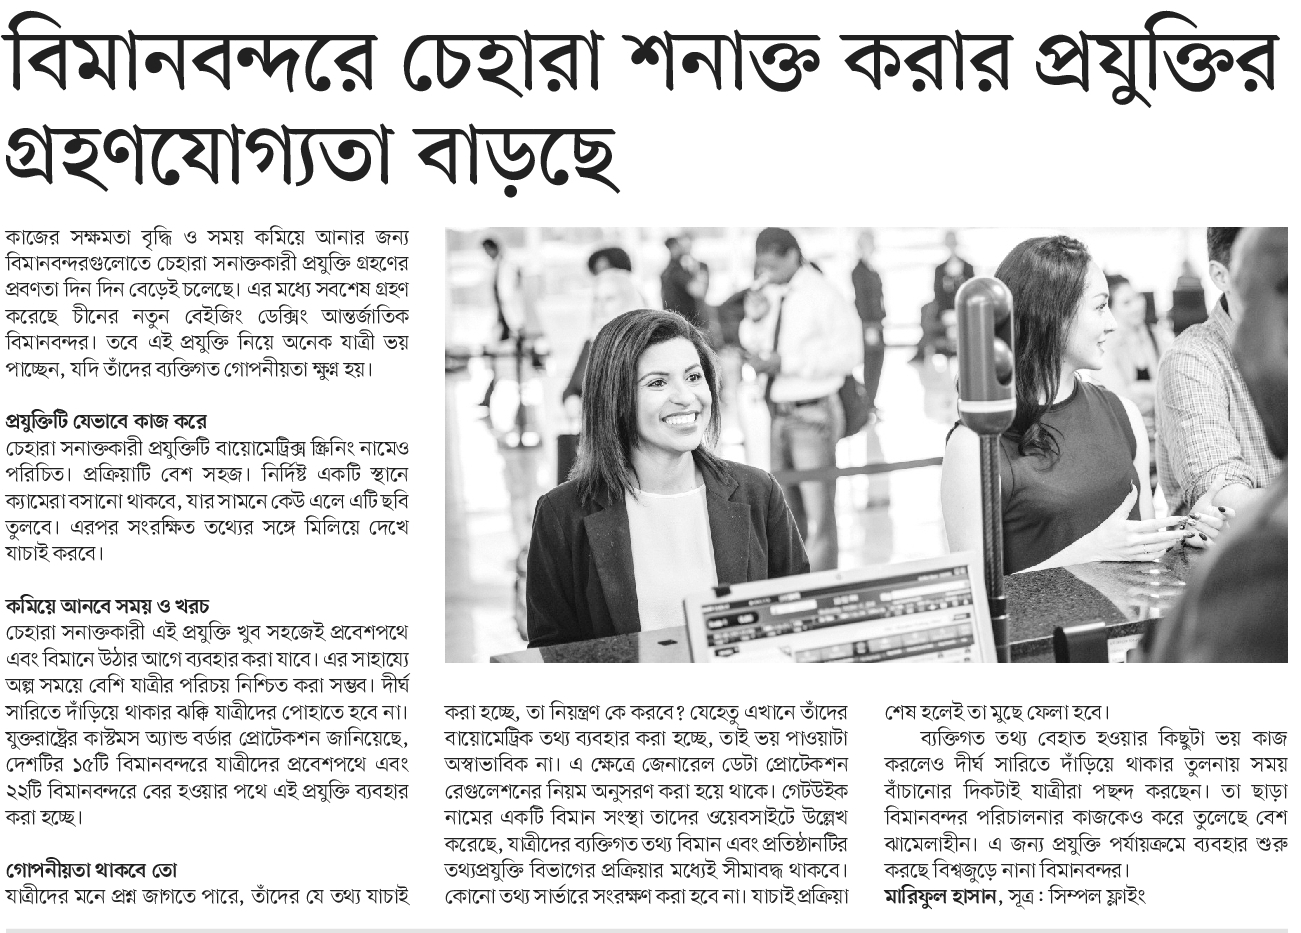 বিমানবন্দরে চেহারা শনাক্ত করার প্রযুক্তির
গ্রহণযোগ্যতা বাড়ছে
কাজের সক্ষমতা বৃদ্ধি ও সময় কমিয়ে আনার জন্য
বিমানবন্দরগুলোতে চেহারা সনাক্তকারী প্রযুক্তি গ্রহণের
প্রবণতা দিন দিন বেড়েই চলেছে। এর মধ্যে সবশেষ গ্রহণ
করেছে চীনের নতুন বেইজিং ডেক্সিং আন্তর্জাতিক
বিমানবন্দর। তবে এই প্রযুক্তি নিয়ে অনেক যাত্রী ভয়
পাচ্ছেন, যদি তাঁদের ব্যক্তিগত গোপনীয়তা ক্ষুণ্ন হয়।
প্রযুক্তিটি যেভাবে কাজ করে
চেহারা সনাক্তকারী প্রযুক্তিটি বায়োমেট্রিক্স স্ক্রিনিং নামেও
পরিচিত। প্রক্রিয়াটি বেশ সহজ। নির্দিষ্ট একটি স্থানে
ক্যামেরা বসানো থাকবে, যার সামনে কেউ এলে এটি ছবি
তুলবে। এরপর সংরক্ষিত তথ্যের সঙ্গে মিলিয়ে দেখে
যাচাই করবে।
কমিয়ে আনবে সময় ও খরচ
চেহারা সনাক্তকারী এই প্রযুক্তি খুব সহজেই প্রবেশপথে
এবং বিমানে উঠার আগে ব্যবহার করা যাবে। এর সাহায্যে
অল্প সময়ে বেশি যাত্রীর পরিচয় নিশ্চিত করা সম্ভব। দীর্ঘ
সারিতে দাঁড়িয়ে থাকার ঝক্কি যাত্রীদের পোহাতে হবে না।
যুক্তরাষ্ট্রের কাস্টমস অ্যান্ড বর্ডার প্রোটেকশন জানিয়েছে,
দেশটির ১৫টি বিমানবন্দরে যাত্রীদের প্রবেশপথে এবং
২২টি বিমানবন্দরে বের হওয়ার পথে এই প্রযুক্তি ব্যবহার
করা হচ্ছে।
গোপনীয়তা থাকবে তো
যাত্রীদের মনে প্রশ্ন জাগতে পারে, তাঁদের যে তথ্য যাচাই
করা হচ্ছে, তা নিয়ন্ত্রণ কে করবে? যেহেতু এখানে তাঁদের
বায়োমেট্রিক তথ্য ব্যবহার করা হচ্ছে, তাই ভয় পাওয়াটা
অস্বাভাবিক না। এ ক্ষেত্রে জেনারেল ডেটা প্রোটেকশন
রেগুলেশনের নিয়ম অনুসরণ করা হয়ে থাকে। গেটউইক
নামের একটি বিমান সংস্থা তাদের ওয়েবসাইটে উল্লেখ
করেছে, যাত্রীদের ব্যক্তিগত তথ্য বিমান এবং প্রতিষ্ঠানটির
তথ্যপ্রযুক্তি বিভাগের প্রক্রিয়ার মধ্যেই সীমাবদ্ধ থাকবে।
কোনো তথ্য সার্ভারে সংরক্ষণ করা হবে না। যাচাই প্রক্রিয়া
শেষ হলেই তা মুছে ফেলা হবে।
ব্যক্তিগত তথ্য বেহাত হওয়ার কিছুটা ভয় কাজ
করলেও দীর্ঘ সারিতে দাঁড়িয়ে থাকার তুলনায় সময়
বাঁচানোর দিকটাই যাত্রীরা পছন্দ করছেন। তা ছাড়া
বিমানবন্দর পরিচালনার কাজকেও করে তুলেছে বেশ
ঝামেলাহীন। এ জন্য প্রযুক্তি পর্যায়ক্রমে ব্যবহার শুরু
করছে বিশ্বজুড়ে নানা বিমানবন্দর।
মারিফুল হাসান, সূত্র : সিম্পল ফ্লাইং